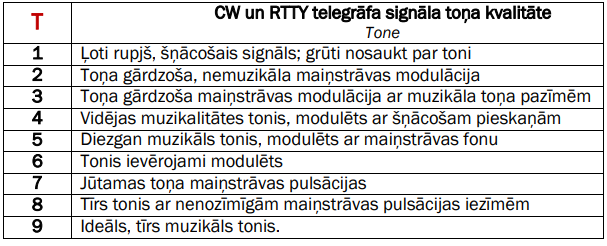 T CW un RTTY telegrāfa signāla toņa kvalitāte
Tone
1 Ļoti rupjš, šņācošais signāls; grūti nosaukt par toni
2 Toņa gārdzoša, nemuzikāla maiņstrāvas modulācija
3 Toņa gārdzoša maiņstrāvas modulācija ar muzikāla toņa pazīmēm
4 Vidējas muzikalitātes tonis, modulēts ar šņācošam pieskaņām
5 Diezgan muzikāls tonis, modulēts ar maiņstrāvas fonu
6 Tonis ievērojami modulēts
7 Jūtamas toņa maiņstrāvas pulsācijas
8 Tīrs tonis ar nenozīmīgām maiņstrāvas pulsācijas iezīmēm
9 Ideāls, tīrs muzikāls tonis.